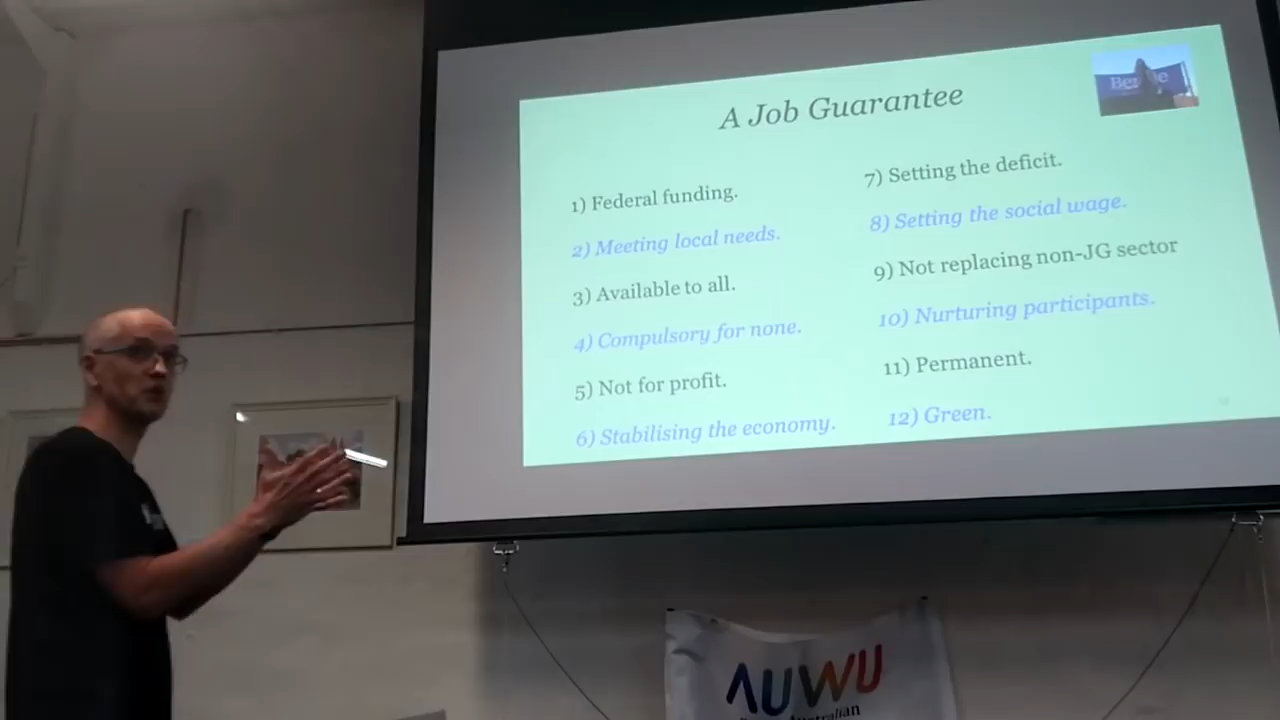 A Job Guarantee
1) Federal funding.
2) Meeting local needs.
3) Available to all.
4) Compulsory for none.
5) Not for profit.
6) Stabilising the economy.
7) Setting the deficit.
8) Setting the social wage.
9) Not replacing non-JG sector
10) Nurturing participants.
11) Permanent.
12) Green.
AUWU
Australian